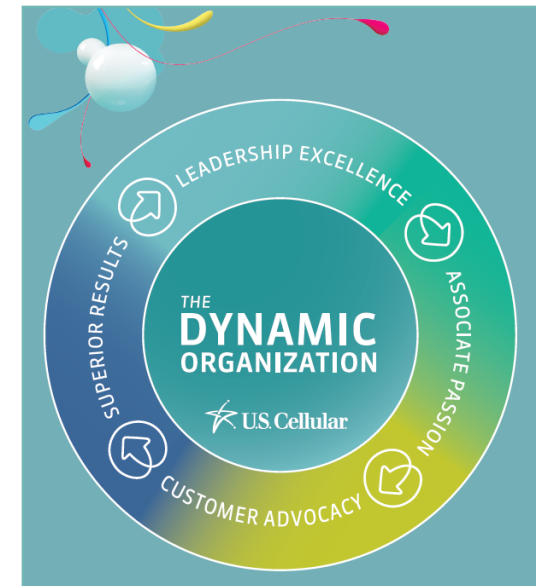 LEADERSHIP EXCELLENCE
ASSOCIATE PASSION
CUSTOMER ADVOCACY
SUPERIOR RESULTS
THE
DYNAMIC
ORGANIZATION
U.S. Cellular